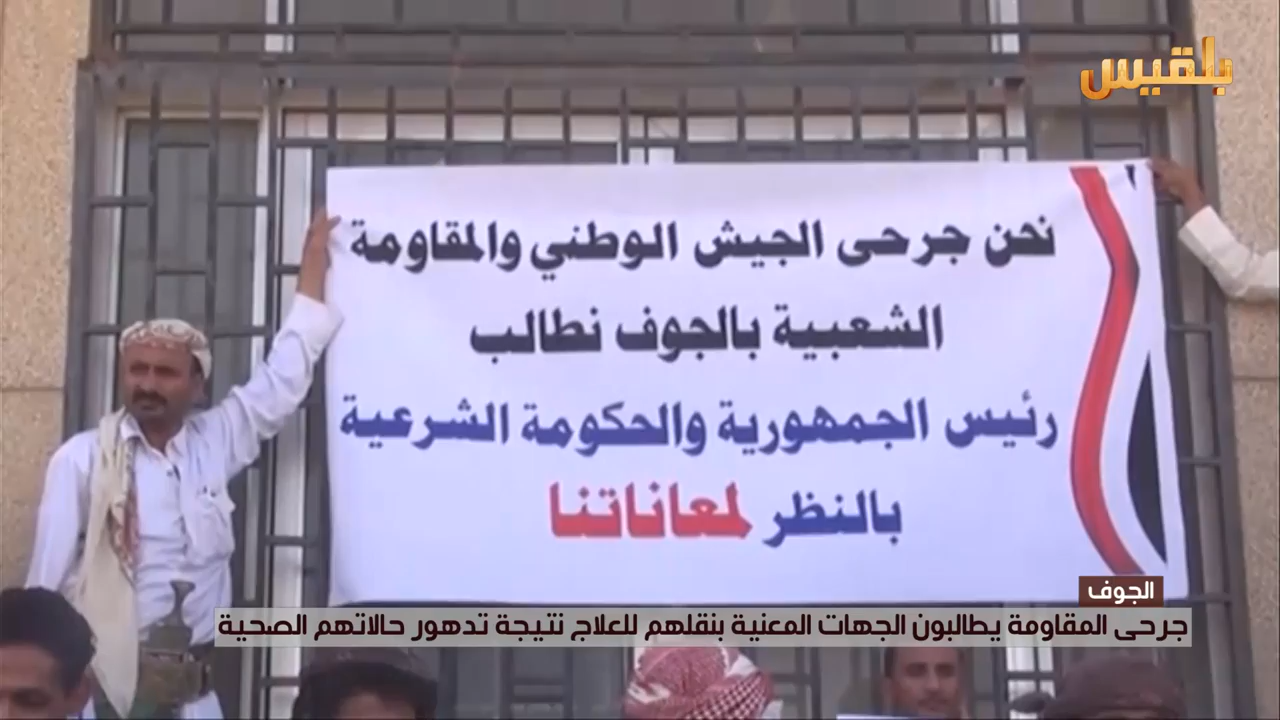 بلقيس
نحن جرحى الجيش الوطني والمقاومة
الشعبية بالجوف نطالب
رئيس الجمهورية والحكومة الشرعية
بالنظر لمعاناتنا
الجوف
جرحى المقاومة يطالبون الجهات المعنية بنقلهم للعلاج نتيجة تدهور حالاتهم الصحية